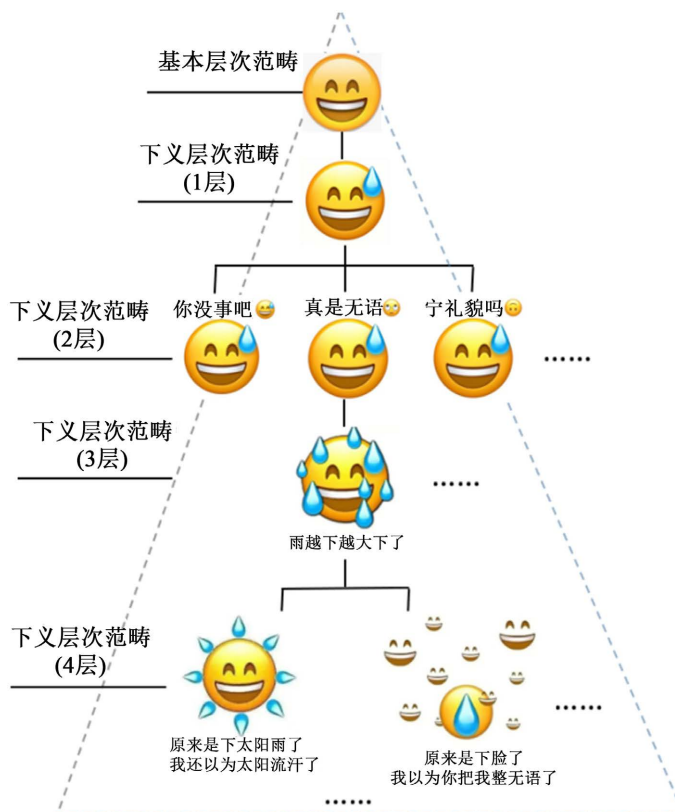 基本层次范畴
下义层次范畴
(1层)
下义层次范畴
(2层)
你没事吧😅
真是无语🙄
宁礼貌吗🙃
……
下义层次范畴
(3层)
……
雨越下越大下了
下义层次范畴
(4层)
……
原来是下太阳雨了
我还以为太阳流汗了
原来是下脸了
我以为你把我整无语了
……